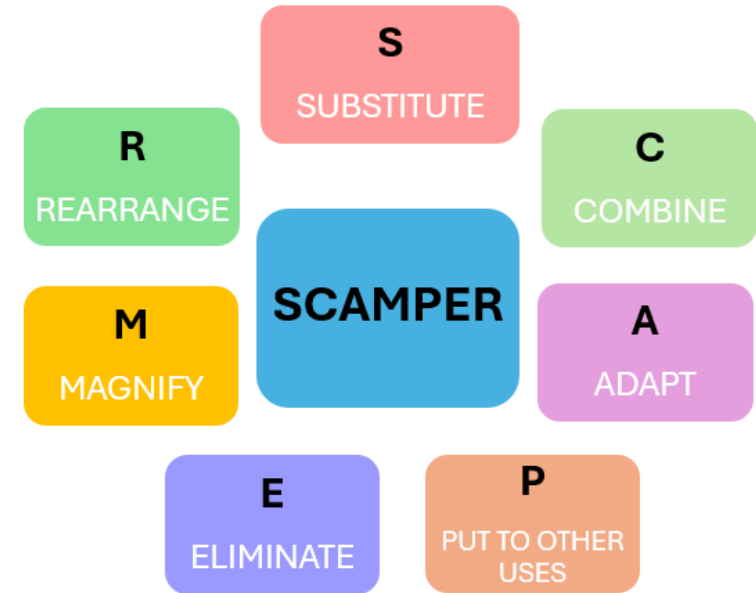 S
SUBSTITUTE
R
REARRANGE
C
COMBINE
SCAMPER
M
MAGNIFY
A
ADAPT
E
ELIMINATE
P
PUT TO OTHER
USES